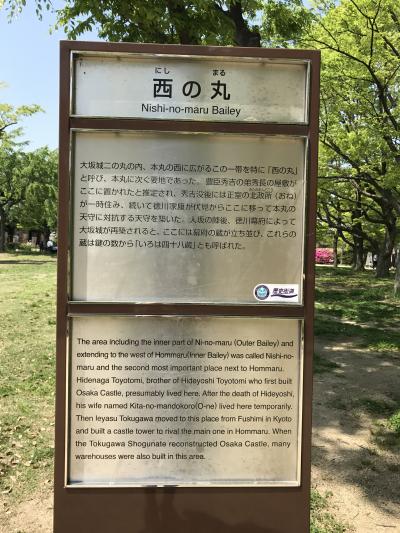 にし まる
西の丸
Nishi-no-maru Bailey
大坂城二の丸の内、本丸の西に広がるこの一帯を特に「西の丸」
と呼び、本丸に次ぐ要地であった。豊臣秀吉の弟秀長の屋敷が
ここに置かれたと推定され、秀吉没後には正室の北政所(おね)
が一時住み、続いて徳川家康が伏見からここに移って本丸の
天守に対抗する天守を築いた。大坂の陣後、徳川幕府によって
大坂城が再築されると、ここには幕府の蔵が立ち並び、これらの
蔵は鍵の数から「いろは四十八蔵」とも呼ばれた。
歴史街道
The area including the inner part of Ni-no-maru (Outer Bailey) and
extending to the west of Hommaru(Inner Bailey) was called Nishi-no-
maru and the second most important place next to Hommaru.
Hidenaga Toyotomi, brother of Hideyoshi Toyotomi who first built
Osaka Castle, presumably lived here. After the death of Hideyoshi,
his wife named Kita-no-mandokoro(O-ne) lived here temporarily.
Then Ieyasu Tokugawa moved to this place from Fushimi in Kyoto
and built a castle tower to rival the main one in Hommaru. When
the Tokugawa Shogunate reconstructed Osaka Castle, many
warehouses were also built in this area.